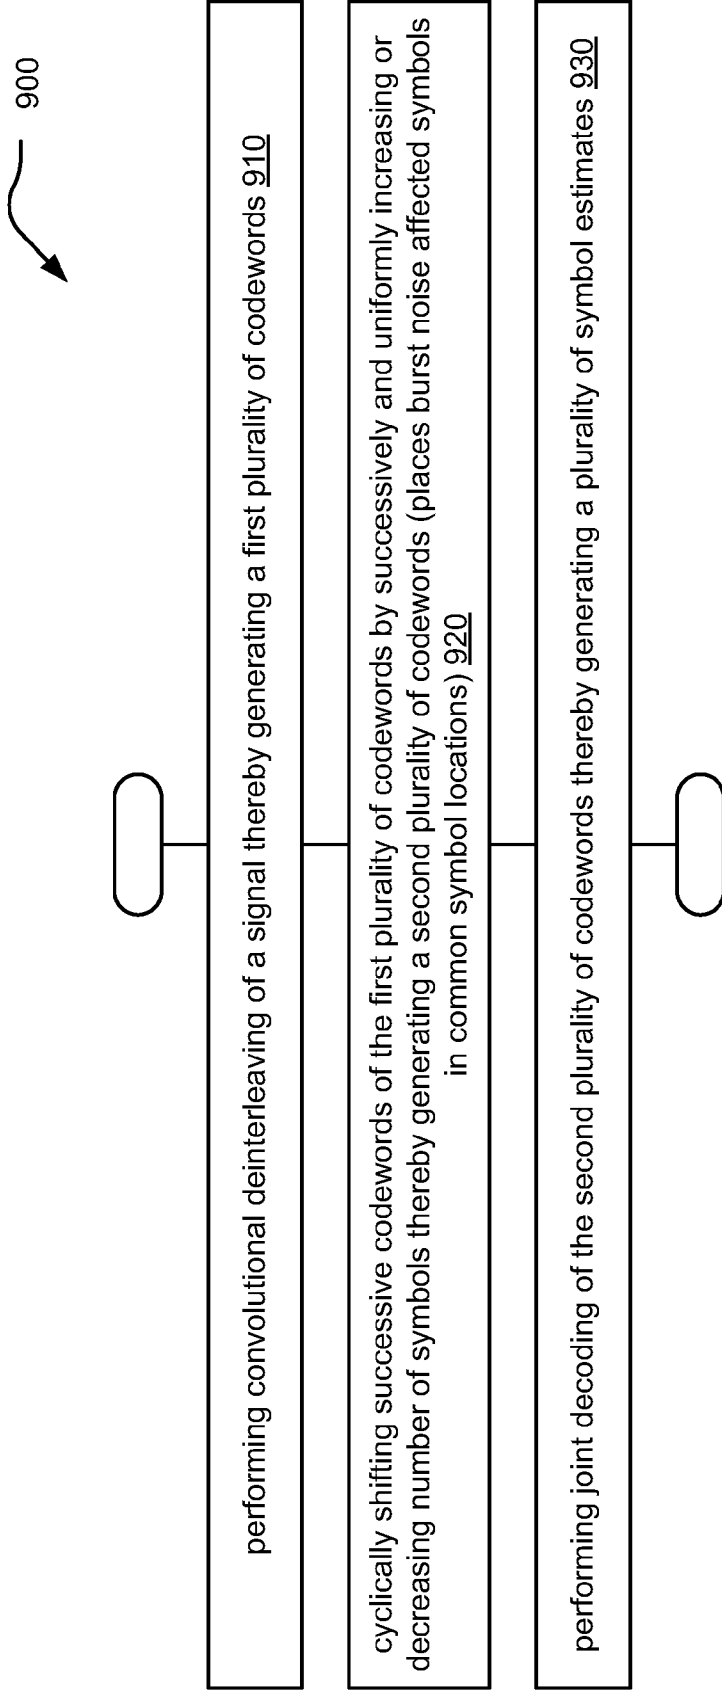 900
performing convolutional deinterleaving of a signal thereby generating a first plurality of codewords 910
cyclically shifting successive codewords of the first plurality of codewords by successively and uniformly increasing or
decreasing number of symbols thereby generating a second plurality of codewords (places burst noise affected symbols
in common symbol locations) 920
performing joint decoding of the second plurality of codewords thereby generating a plurality of symbol estimates 930